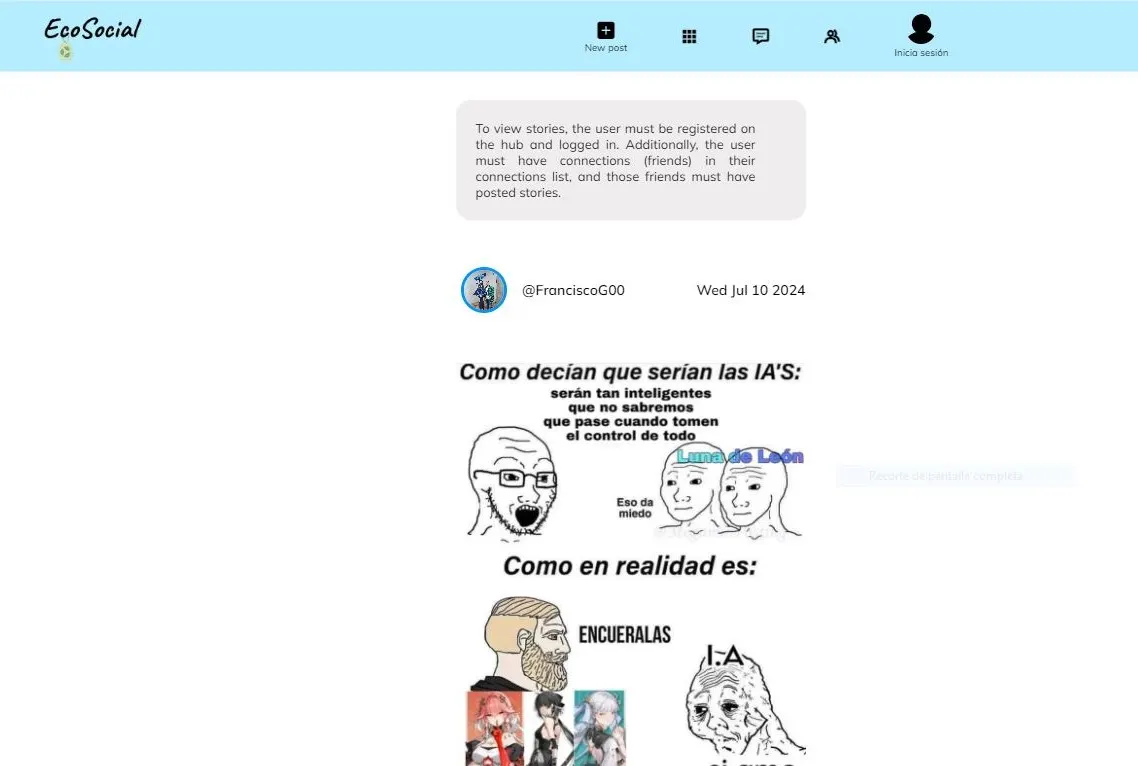 EcoSocial
New post
Inicia sesión
To view stories, the user must be registered on
the hub and logged in. Additionally, the user
must have connections (friends) in their
connections list, and those friends must have
posted stories.
@FranciscoG00
Wed Jul 10 2024
Como decían que serían las IA'S:
serán tan inteligentes
que no sabremos
que pase cuando tomen
el control de todo
Luna de León
Eso da
miedo
Recorte de pantalla completa
Como en realidad es:
ENCUERALAS
I.A